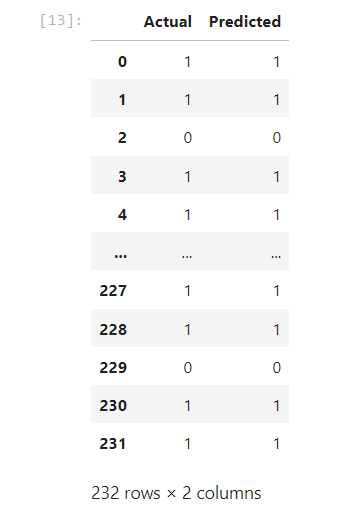 [13]: Actual Predicted
0 1 1
1 1 1
2 0 0
3 1 1
4 1 1
... ... ...
227 1 1
228 1 1
229 0 0
230 1 1
231 1 1
232 rows × 2 columns